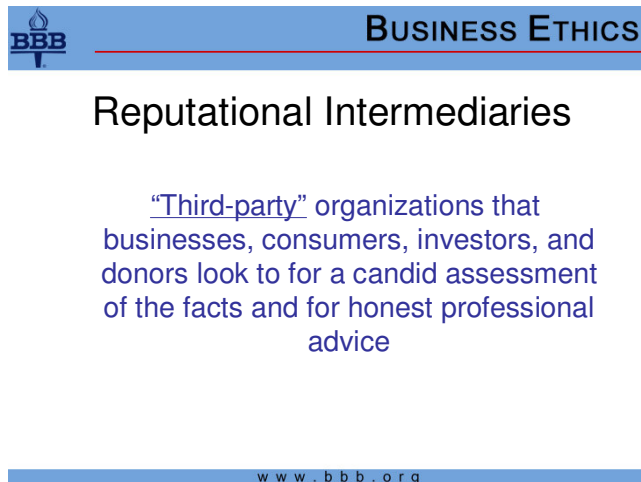 BBB
BUSINESS ETHICS
Reputational Intermediaries
“Third-party” organizations that
businesses, consumers, investors, and
donors look to for a candid assessment
of the facts and for honest professional
advice
www.bbb.org